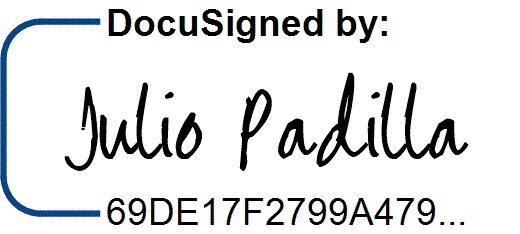 DocuSigned by:
Julio Padilla
69DE17F2799A479...